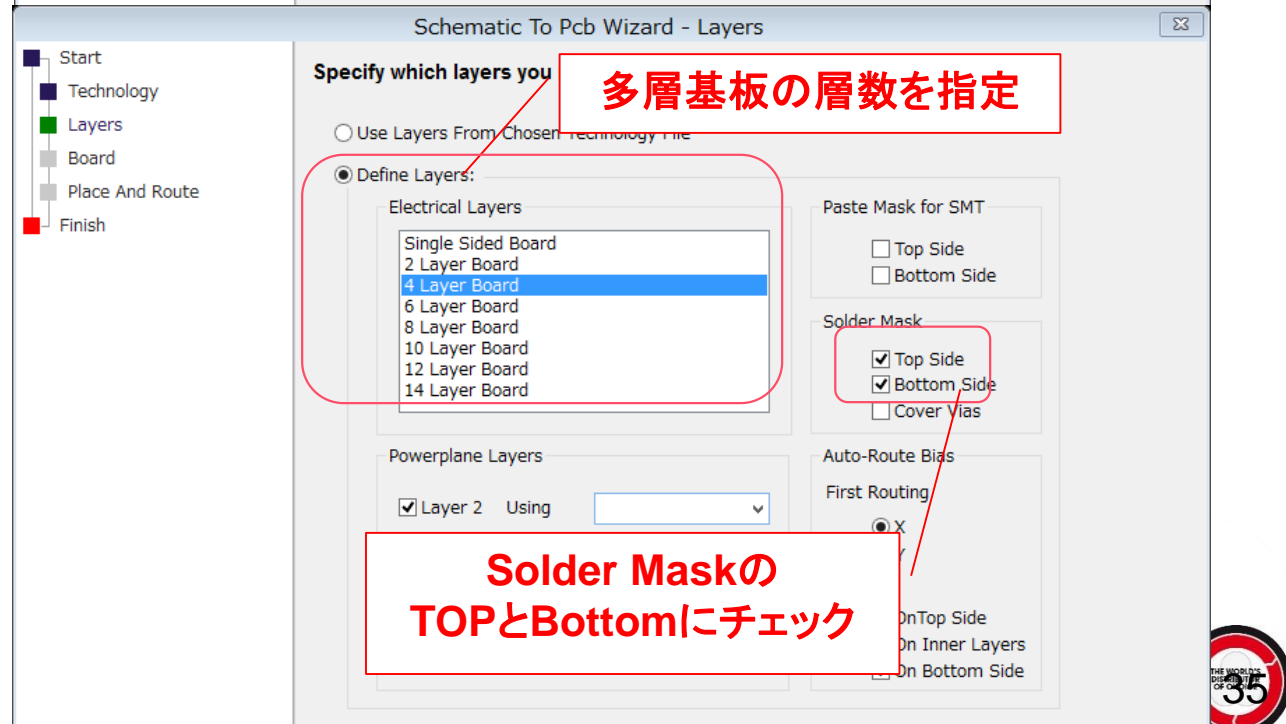 Schematic To Pcb Wizard - Layers
Start
Technology
Layers
Board
Place And Route
Finish
Specify which layers you
多層基板の層数を指定
Use Layers From Chosen Technology File
Define Layers:
Electrical Layers
Single Sided Board
2 Layer Board
4 Layer Board
6 Layer Board
8 Layer Board
10 Layer Board
12 Layer Board
14 Layer Board
Paste Mask for SMT
Top Side
Bottom Side
Solder Mask
Top Side
Bottom Side
Cover Vias
Powerplane Layers
Layer 2 Using
Auto-Route Bias
First Routing
X
Solder Maskの
TOPとBottomにチェック
OnTop Side
On Inner Layers
On Bottom Side
THE WORLD'S
DISTRIBUTOR
OF CHOICE
35